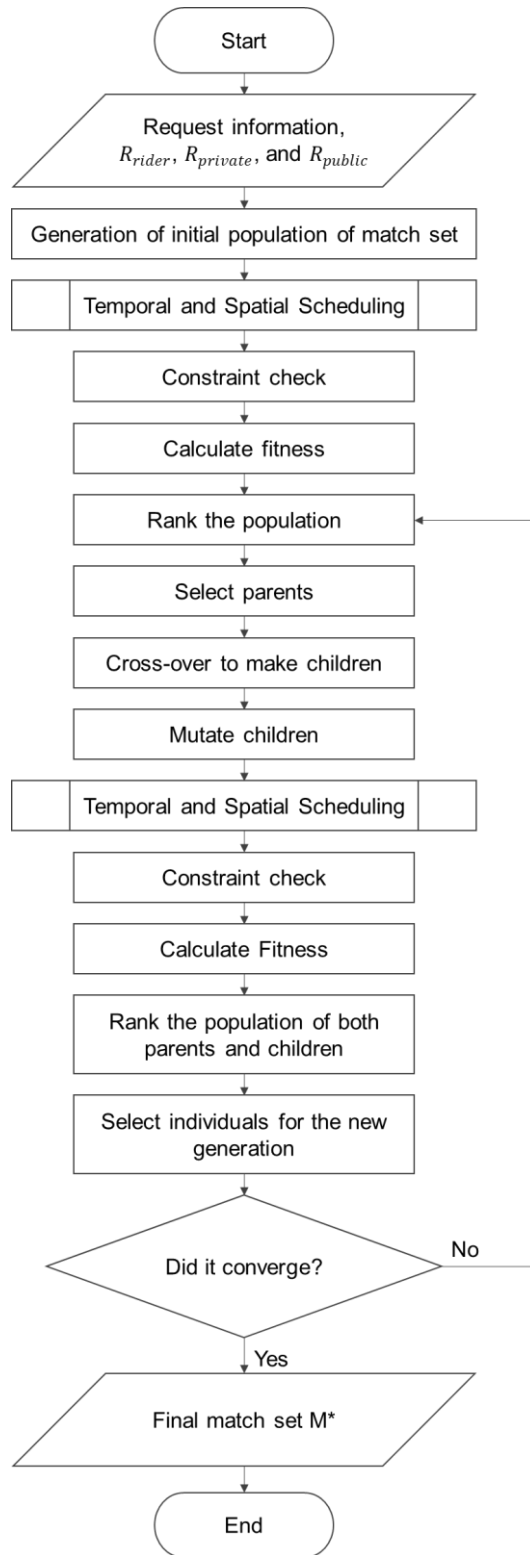 Start
Request information,
R_rider, R_private, and R_public
Generation of initial population of match set
Temporal and Spatial Scheduling
Constraint check
Calculate fitness
Rank the population
Select parents
Cross-over to make children
Mutate children
Temporal and Spatial Scheduling
Constraint check
Calculate Fitness
Rank the population of both
parents and children
Select individuals for the new
generation
Did it converge?
No
Yes
Final match set M*
End